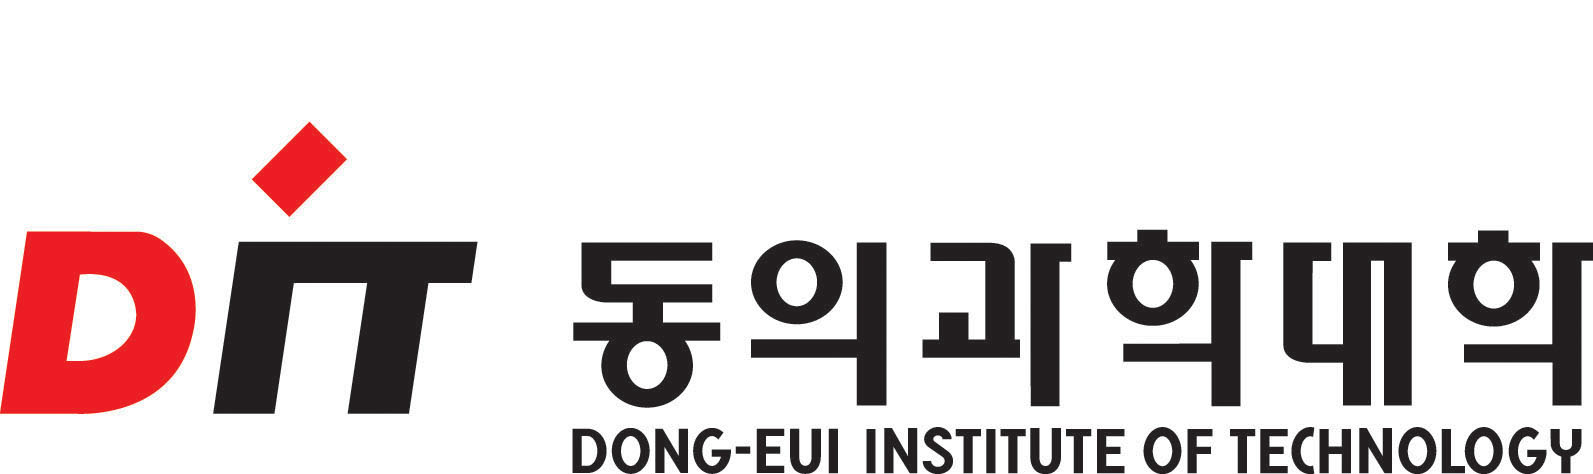 DIT
동의과학대학
DONG-EUI INSTITUTE OF TECHNOLOGY